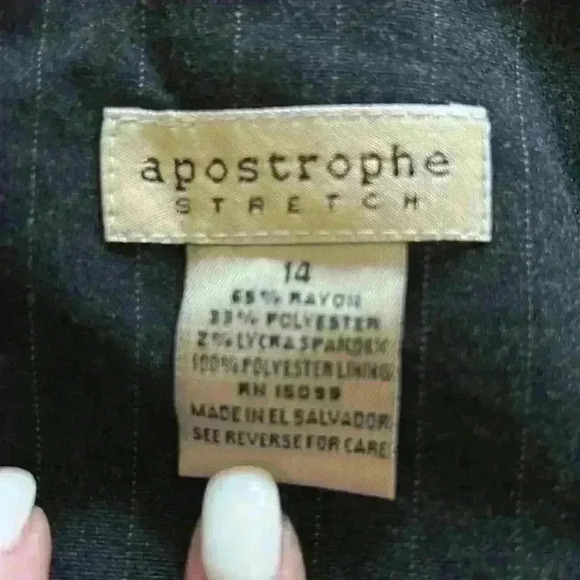 apostrophe
STRETCH
14
65% RAYON
33% POLYESTER
2% LYCRA SPANDEX
100% POLYESTER LINING
RN 15099
MADE IN EL SALVADOR
SEE REVERSE FOR CARE